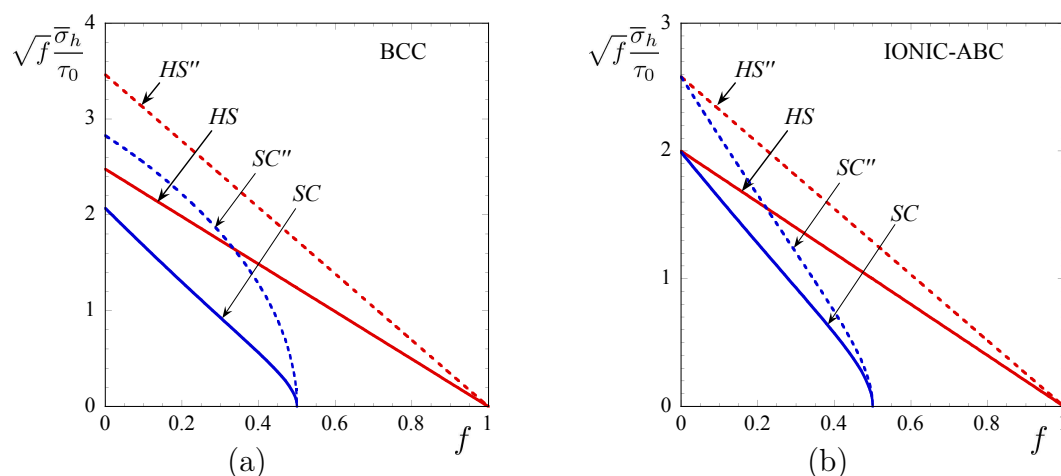 4
3
2
1
0
√f σ̄_h/τ_0
BCC
HS''
HS
SC''
SC
0 0.2 0.4 0.6 0.8 1
f
(a)
3
2
1
0
√f σ̄_h/τ_0
IONIC-ABC
HS''
HS
SC''
SC
0 0.2 0.4 0.6 0.8 1
f
(b)